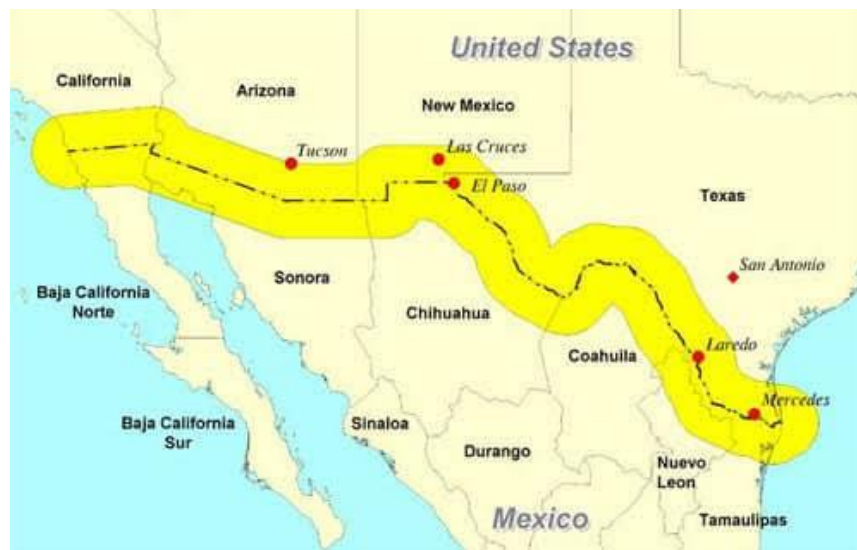 United States
California
Arizona
New Mexico
Tucson
Las Cruces
El Paso
Texas
San Antonio
Sonora
Baja California
Norte
Chihuahua
Coahuila
Laredo
Mercedes
Baja California
Sur
Sinaloa
Durango
Nuevo
Leon
Mexico
Tamaulipas